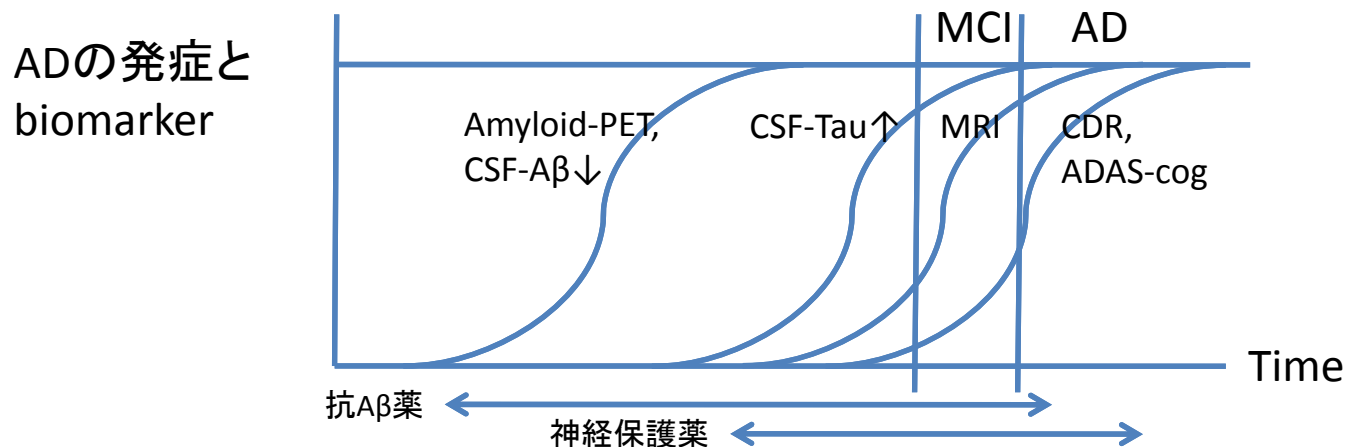 ADの発症と
biomarker
MCI
AD
Amyloid-PET,
CSF-Aβ↓
CSF-Tau↑
MRI
CDR,
ADAS-cog
Time
抗Aβ薬
神経保護薬